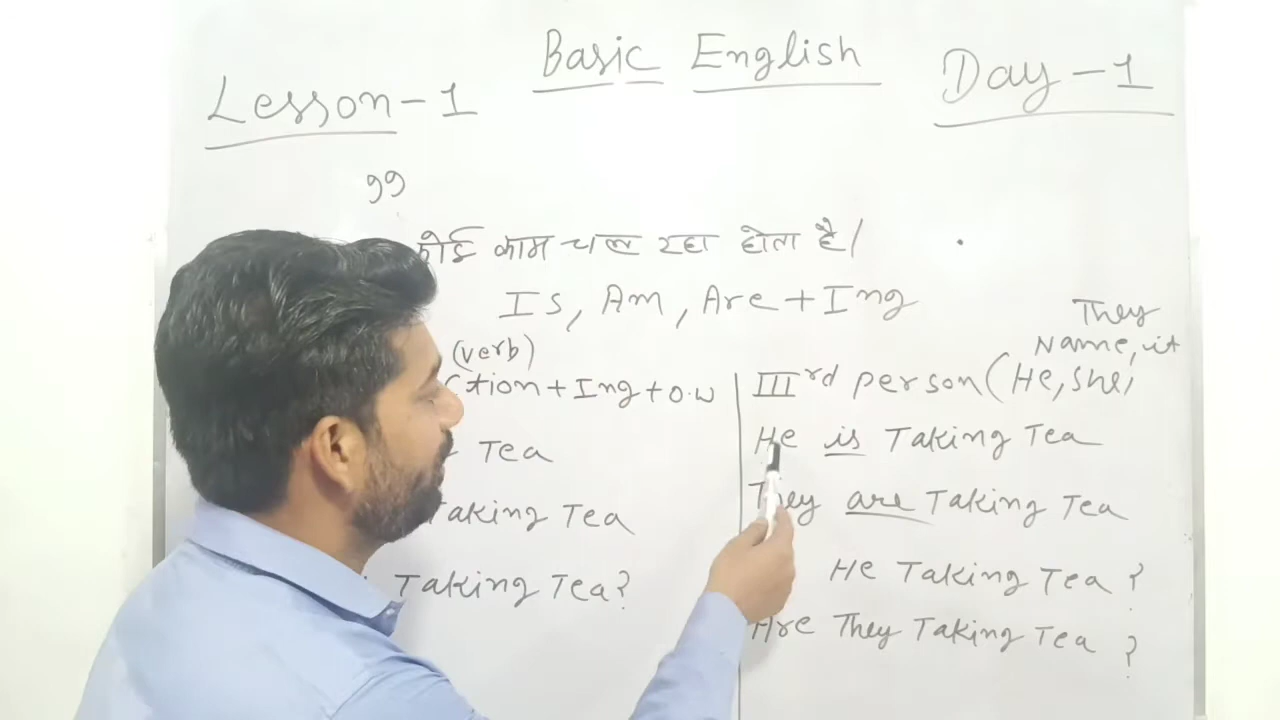 Basic English
Lesson-1
Day-1
gg
कोई काम चल रहा होता है/
Is, Am, Are + Ing
They
Name, it
(verb)
ction + Ing + o.w
IIIrd person (He, She,
Tea
He is Taking Tea
Taking Tea
They are Taking Tea
Taking Tea?
He Taking Tea ?
Are They Taking Tea ?